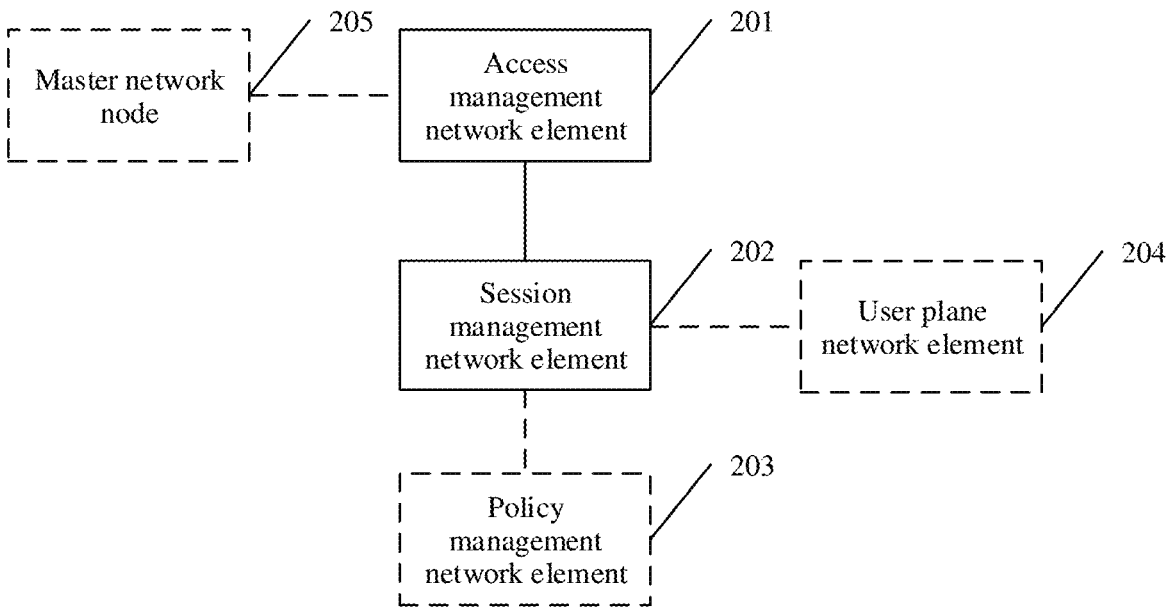 205
201
Master network
node
Access
management
network element
202
204
Session
management
network element
User plane
network element
203
Policy
management
network element